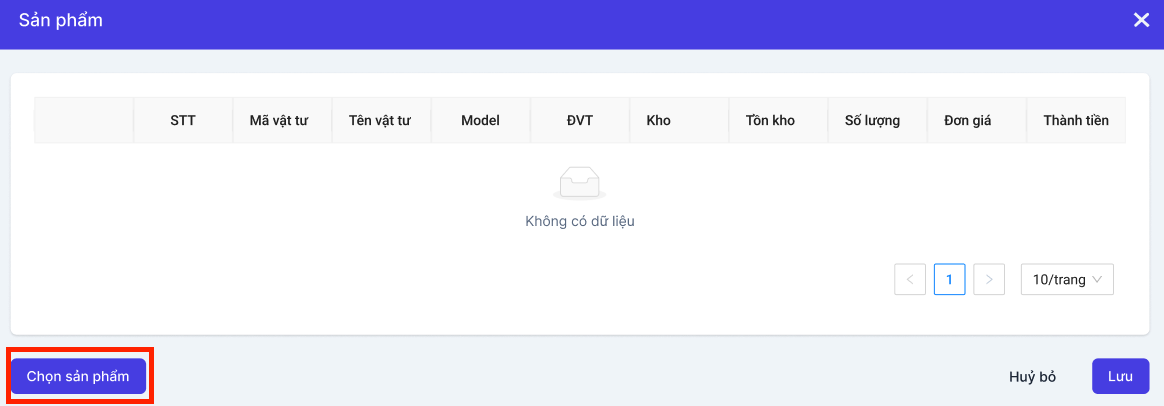 Sản phẩm
STT Mã vật tư Tên vật tư Model ĐVT Kho Tồn kho Số lượng Đơn giá Thành tiền
Không có dữ liệu
1 10/trang
Chọn sản phẩm Huỷ bỏ Lưu